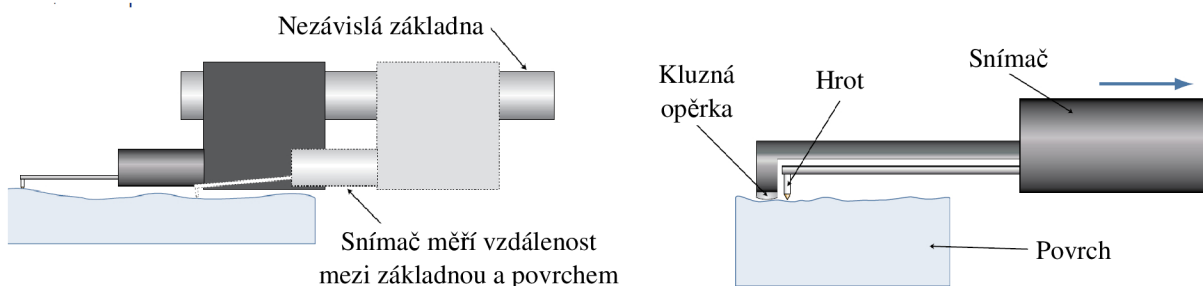 Nezávislá základna
Snímač měří vzdálenost
mezi základnou a povrchem
Kluzná
opěrka
Hrot
Snímač
Povrch